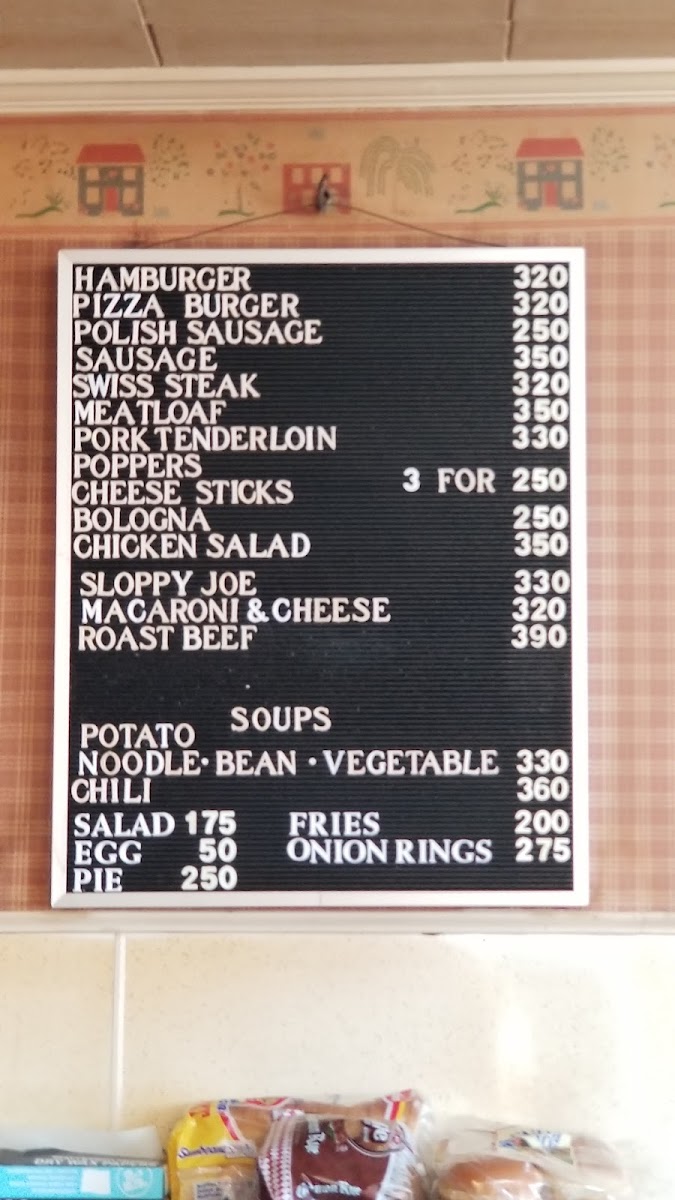 HAMBURGER 320
PIZZA BURGER 320
POLISH SAUSAGE 250
SAUSAGE 350
SWISS STEAK 320
MEATLOAF 350
PORK TENDERLOIN 330
POPPERS
CHEESE STICKS 3 FOR 250
BOLOGNA 250
CHICKEN SALAD 350
SLOPPY JOE 330
MACARONI & CHEESE 320
ROAST BEEF 390
SOUPS
POTATO
NOODLE · BEAN · VEGETABLE 330
CHILI 360
SALAD 175 FRIES 200
EGG 50 ONION RINGS 275
PIE 250